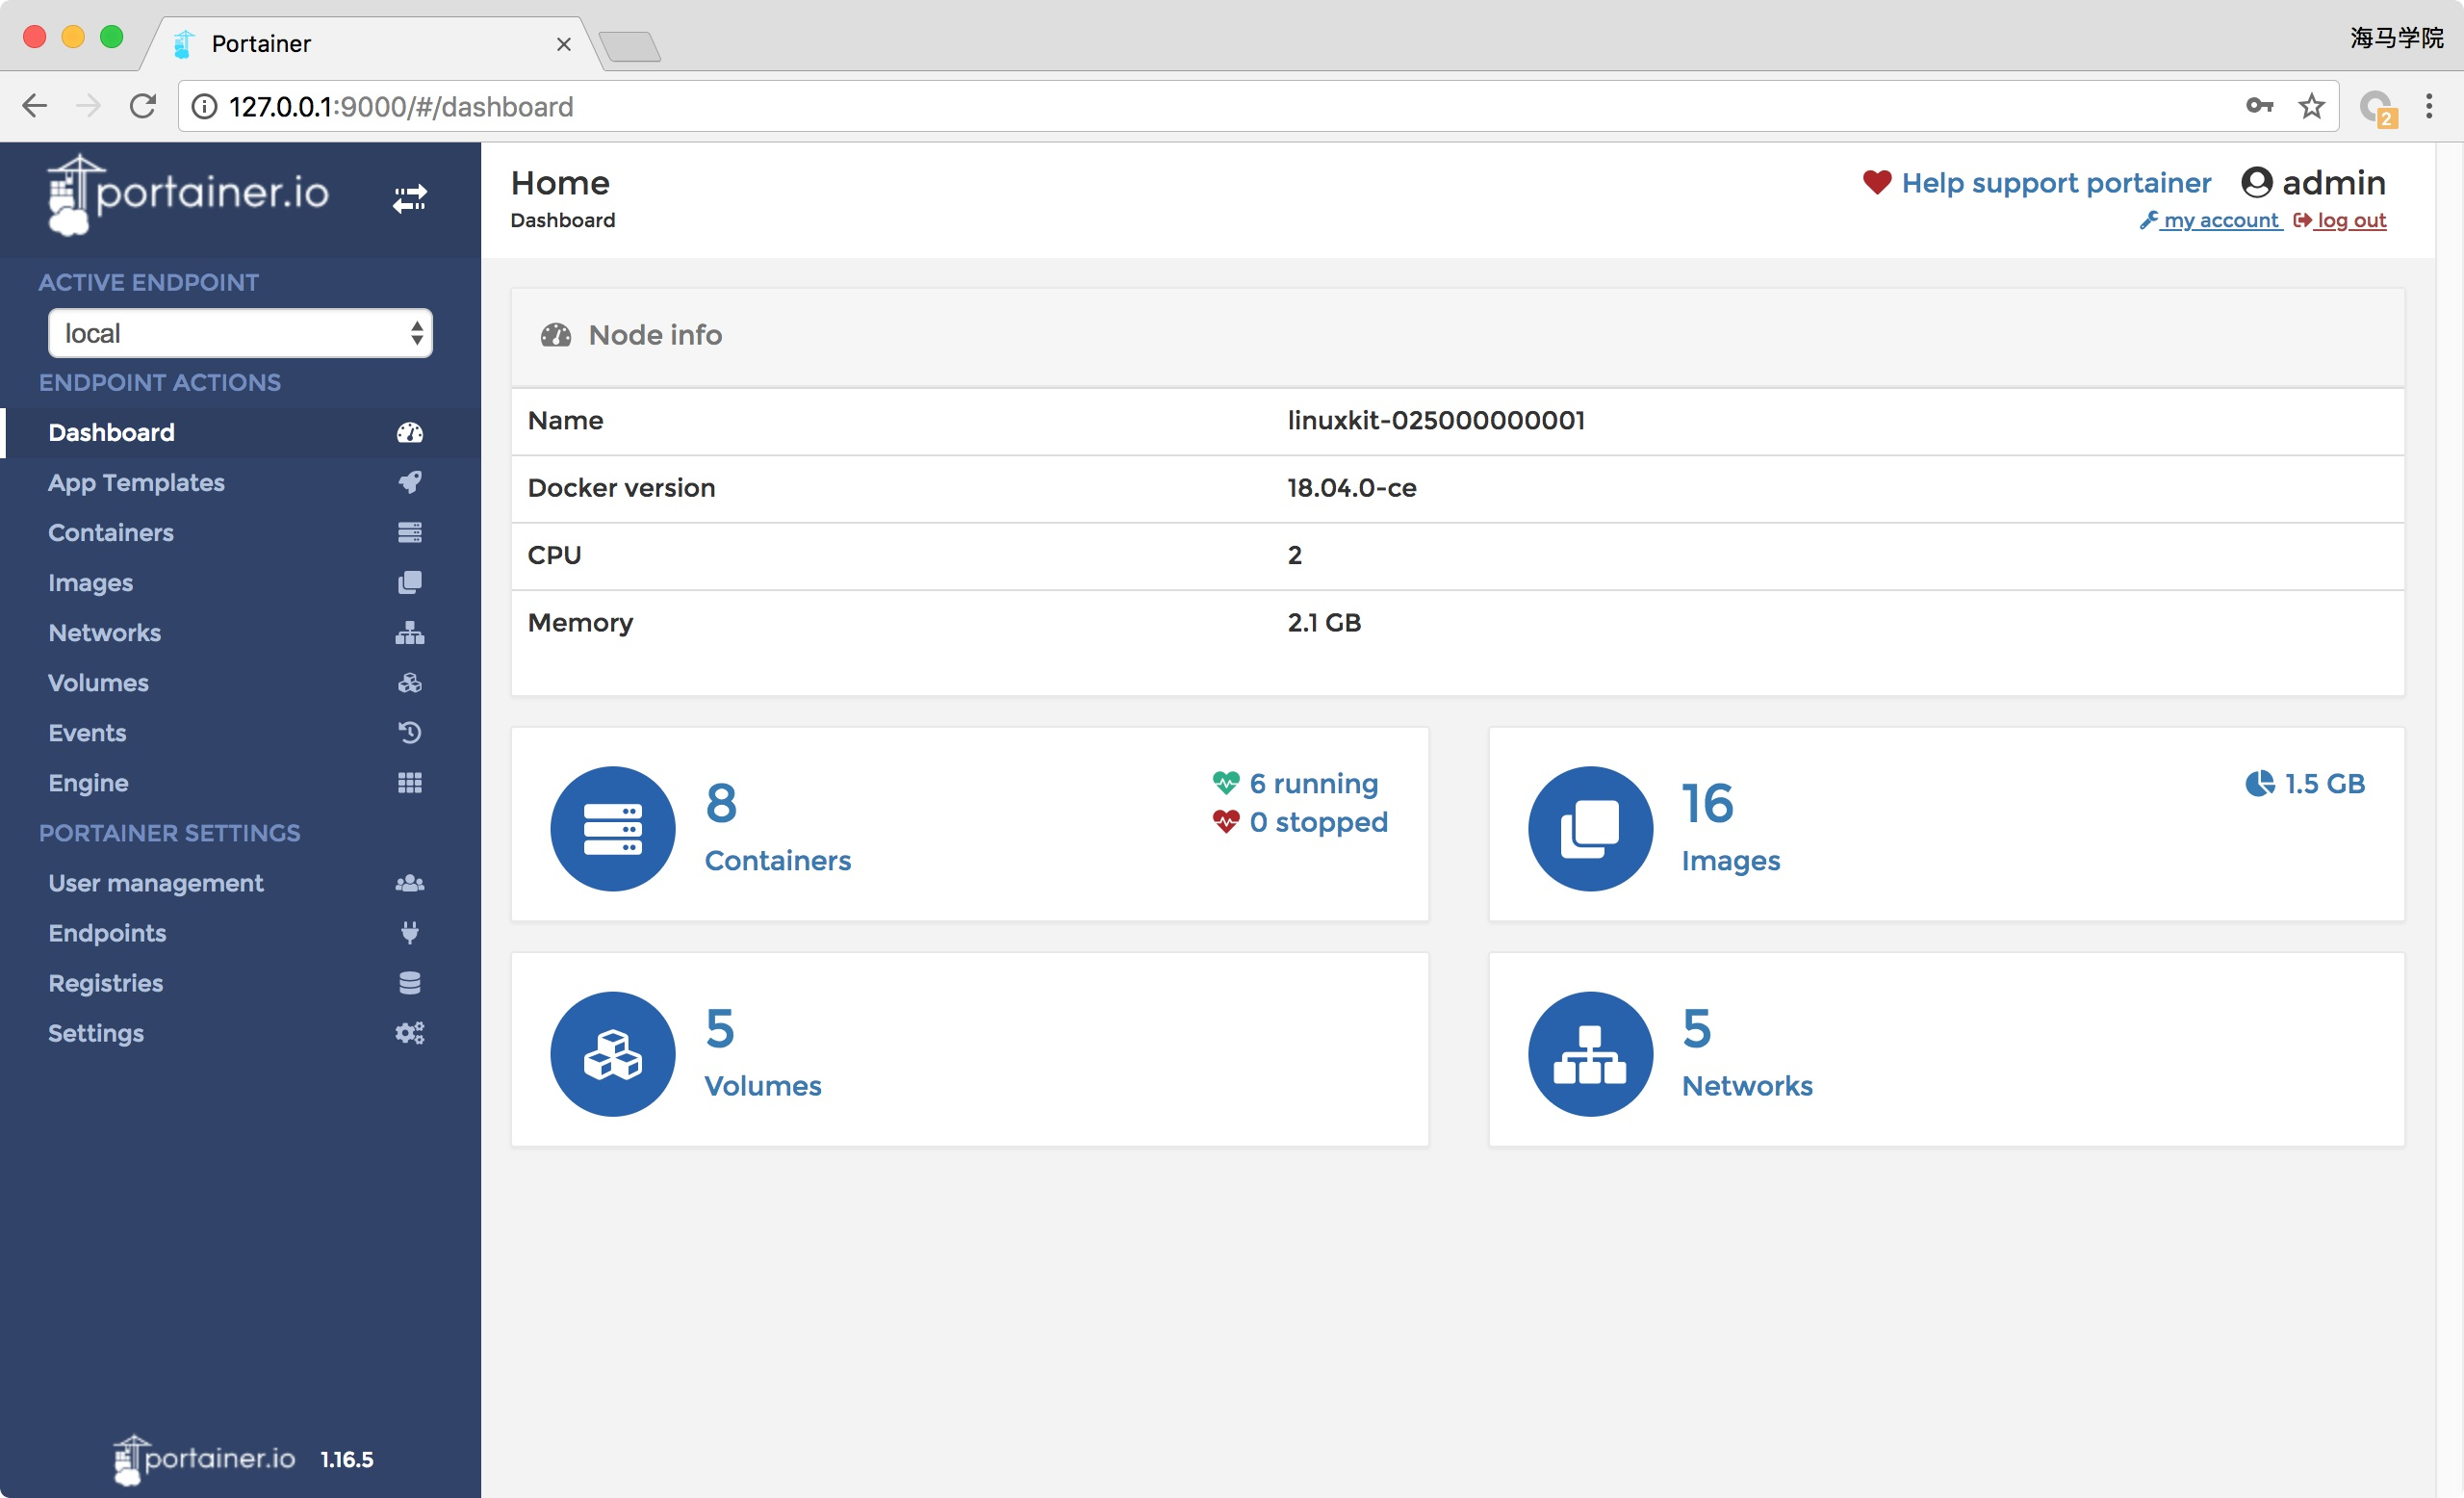 Portainer
海马学院
127.0.0.1:9000/#/dashboard
2
portainer.io
Home
Dashboard
Help support portainer
admin
my account
log out
ACTIVE ENDPOINT
local
ENDPOINT ACTIONS
Dashboard
App Templates
Containers
Images
Networks
Volumes
Events
Engine
PORTAINER SETTINGS
User management
Endpoints
Registries
Settings
portainer.io 1.16.5
Node info
Name linuxkit-025000000001
Docker version 18.04.0-ce
CPU 2
Memory 2.1 GB
8
Containers
6 running
0 stopped
16
Images
1.5 GB
5
Volumes
5
Networks